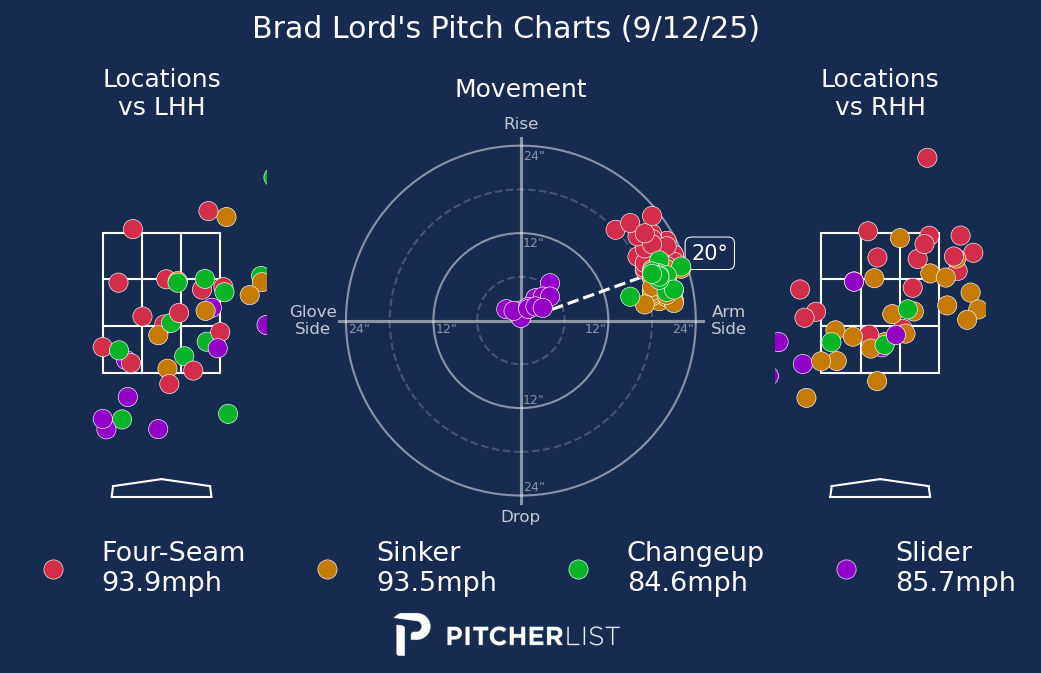 Brad Lord's Pitch Charts (9/12/25)
Locations
vs LHH
Movement
Locations
vs RHH
Rise
24"
12"
20°
Glove
Side
24"
12"
12"
24"
Arm
Side
12"
24"
Drop
Four-Seam
93.9mph
Sinker
93.5mph
Changeup
84.6mph
Slider
85.7mph
PITCHERLIST